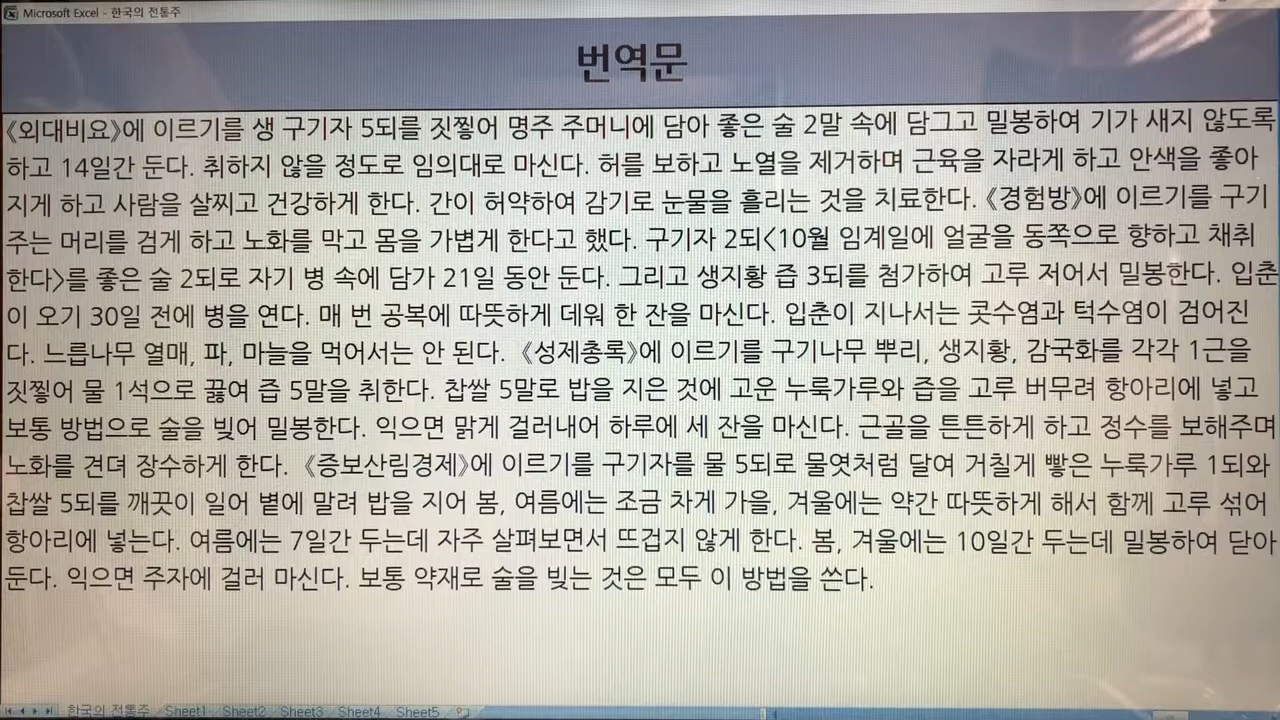 Microsoft Excel - 한국의 전통주
번역문
《외대비요》에 이르기를 생 구기자 5되를 짓찧어 명주 주머니에 담아 좋은 술 2말 속에 담그고 밀봉하여 기가 새지 않도록
하고 14일간 둔다. 취하지 않을 정도로 임의대로 마신다. 허를 보하고 노열을 제거하며 근육을 자라게 하고 안색을 좋아
지게 하고 사람을 살찌고 건강하게 한다. 간이 허약하여 감기로 눈물을 흘리는 것을 치료한다. 《경험방》에 이르기를 구기
주는 머리를 검게 하고 노화를 막고 몸을 가볍게 한다고 했다. 구기자 2되<10월 임계일에 얼굴을 동쪽으로 향하고 채취
한다>를 좋은 술 2되로 자기 병 속에 담가 21일 동안 둔다. 그리고 생지황 즙 3되를 첨가하여 고루 저어서 밀봉한다. 입춘
이 오기 30일 전에 병을 연다. 매 번 공복에 따뜻하게 데워 한 잔을 마신다. 입춘이 지나서는 콧수염과 턱수염이 검어진
다. 느릅나무 열매, 파, 마늘을 먹어서는 안 된다. 《성제총록》에 이르기를 구기나무 뿌리, 생지황, 감국화를 각각 1근을
짓찧어 물 1석으로 끓여 즙 5말을 취한다. 찹쌀 5말로 밥을 지은 것에 고운 누룩가루와 즙을 고루 버무려 항아리에 넣고
보통 방법으로 술을 빚어 밀봉한다. 익으면 맑게 걸러내어 하루에 세 잔을 마신다. 근골을 튼튼하게 하고 정수를 보해주며
노화를 견뎌 장수하게 한다. 《증보산림경제》에 이르기를 구기자를 물 5되로 물엿처럼 달여 거칠게 빻은 누룩가루 1되와
찹쌀 5되를 깨끗이 일어 볕에 말려 밥을 지어 봄, 여름에는 조금 차게 가을, 겨울에는 약간 따뜻하게 해서 함께 고루 섞어
항아리에 넣는다. 여름에는 7일간 두는데 자주 살펴보면서 뜨겁지 않게 한다. 봄, 겨울에는 10일간 두는데 밀봉하여 닫아
둔다. 익으면 주자에 걸러 마신다. 보통 약재로 술을 빚는 것은 모두 이 방법을 쓴다.
한국의 전통주 Sheet1 Sheet2 Sheet3 Sheet4 Sheet5